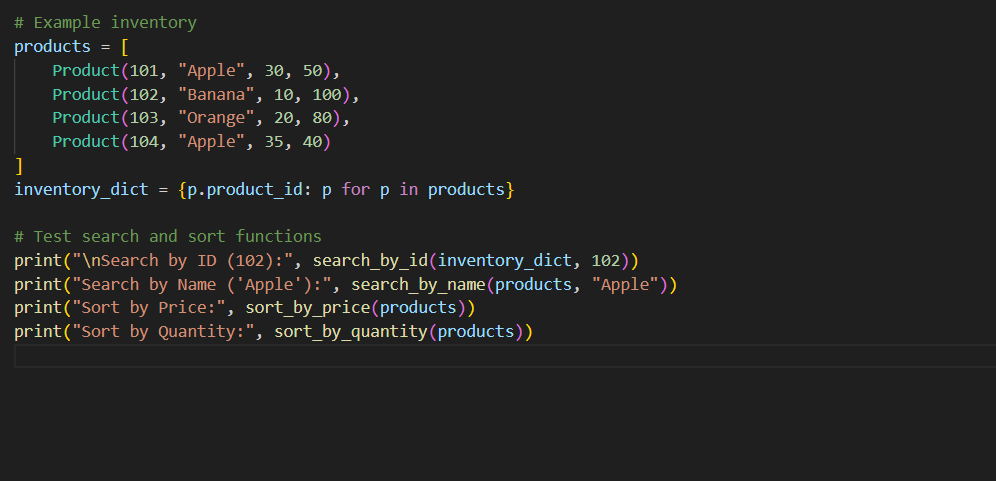 # Example inventory
products = [
    Product(101, "Apple", 30, 50),
    Product(102, "Banana", 10, 100),
    Product(103, "Orange", 20, 80),
    Product(104, "Apple", 35, 40)
]
inventory_dict = {p.product_id: p for p in products}

# Test search and sort functions
print("\nSearch by ID (102):", search_by_id(inventory_dict, 102))
print("Search by Name ('Apple'):", search_by_name(products, "Apple"))
print("Sort by Price:", sort_by_price(products))
print("Sort by Quantity:", sort_by_quantity(products))